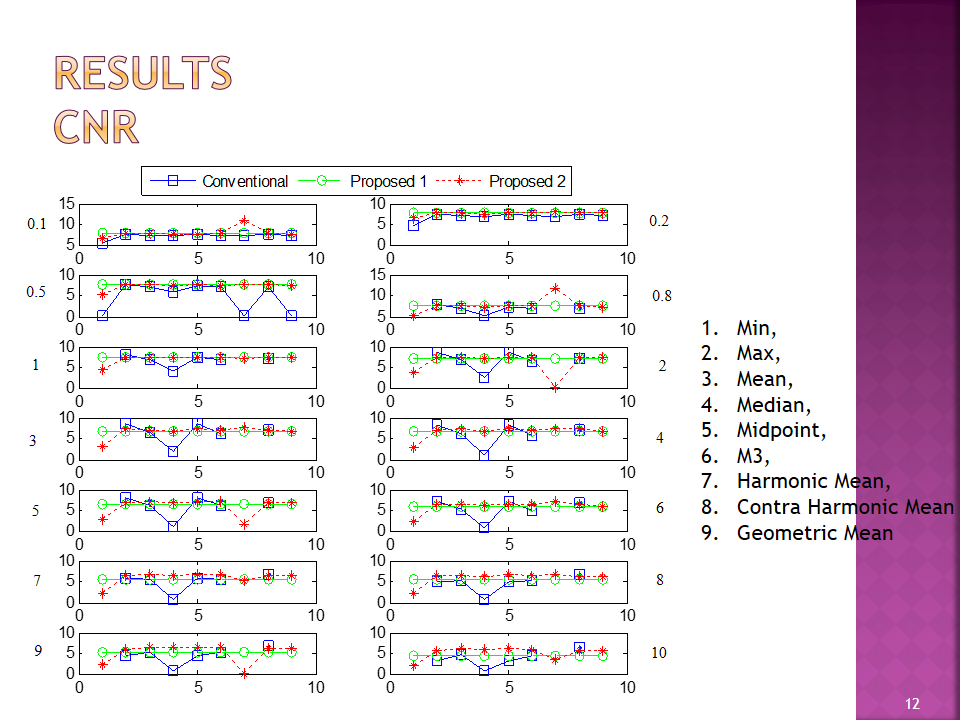 RESULTS
CNR
Conventional Proposed 1 Proposed 2
0.1
15
10
5
0 5 10
10
5
0
0 5 10
0.2
0.5
10
5
0
0 5 10
15
10
5
0 5 10
0.8
1
10
5
0
0 5 10
10
5
0
0 5 10
2
3
10
5
0
0 5 10
10
5
0
0 5 10
4
5
10
5
0
0 5 10
10
5
0
0 5 10
6
7
10
5
0
0 5 10
10
5
0
0 5 10
8
9
10
5
0
0 5 10
10
5
0
0 5 10
10
1. Min,
2. Max,
3. Mean,
4. Median,
5. Midpoint,
6. M3,
7. Harmonic Mean,
8. Contra Harmonic Mean
9. Geometric Mean
12